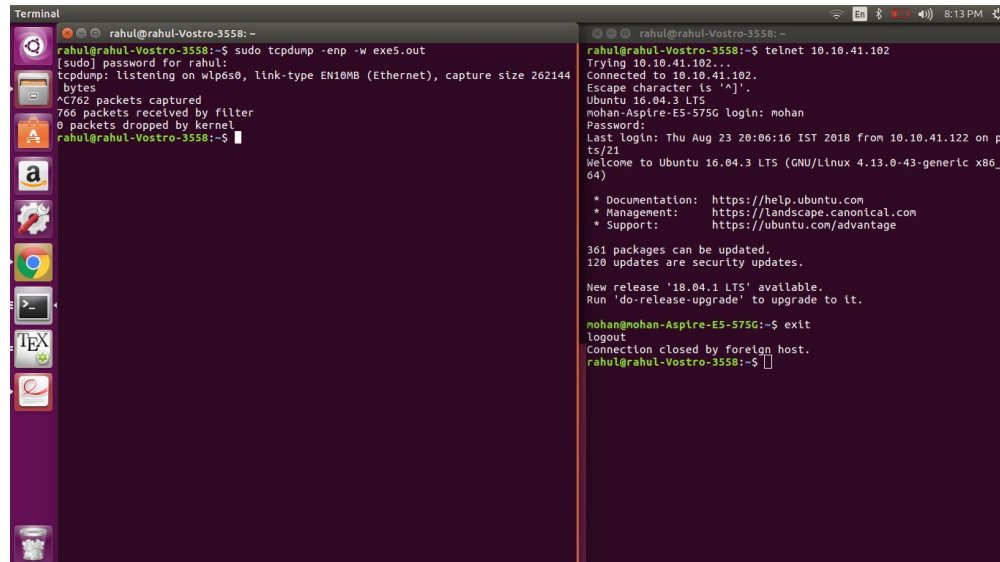 Terminal
En
8:13 PM
rahul@rahul-Vostro-3558: ~
rahul@rahul-Vostro-3558:~$ sudo tcpdump -enp -w exe5.out
[sudo] password for rahul:
tcpdump: listening on wlp6s0, link-type EN10MB (Ethernet), capture size 262144
bytes
^C762 packets captured
766 packets received by filter
0 packets dropped by kernel
rahul@rahul-Vostro-3558:~$
rahul@rahul-Vostro-3558: ~
rahul@rahul-Vostro-3558:~$ telnet 10.10.41.102
Trying 10.10.41.102...
Connected to 10.10.41.102.
Escape character is '^]'.
Ubuntu 16.04.3 LTS
mohan-Aspire-E5-575G login: mohan
Password:
Last login: Thu Aug 23 20:06:16 IST 2018 from 10.10.41.122 on p
ts/21
Welcome to Ubuntu 16.04.3 LTS (GNU/Linux 4.13.0-43-generic x86_
64)
* Documentation: https://help.ubuntu.com
* Management: https://landscape.canonical.com
* Support: https://ubuntu.com/advantage
361 packages can be updated.
120 updates are security updates.
New release '18.04.1 LTS' available.
Run 'do-release-upgrade' to upgrade to it.
mohan@mohan-Aspire-E5-575G:~$ exit
logout
Connection closed by foreign host.
rahul@rahul-Vostro-3558:~$
A
a
>_
TEX